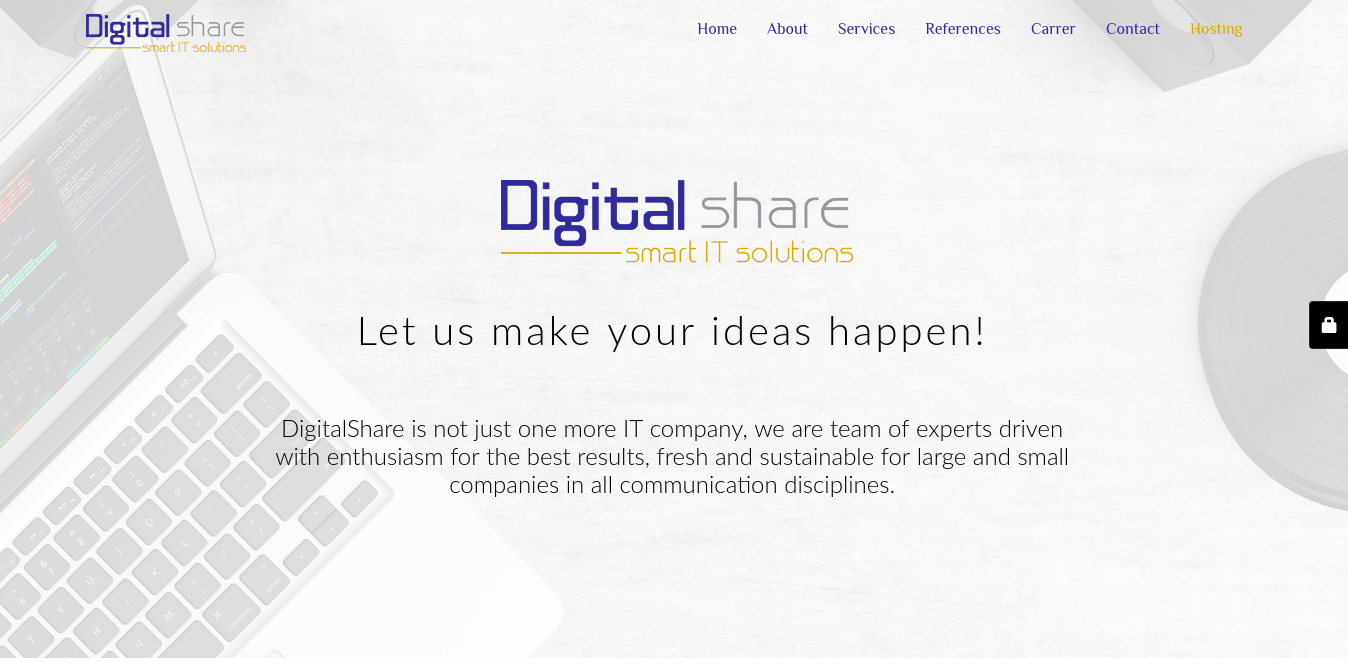 Digital share
smart IT solutions
Home About Services References Carrer Contact Hosting
Digital share
smart IT solutions
Let us make your ideas happen!
DigitalShare is not just one more IT company, we are team of experts driven
with enthusiasm for the best results, fresh and sustainable for large and small
companies in all communication disciplines.